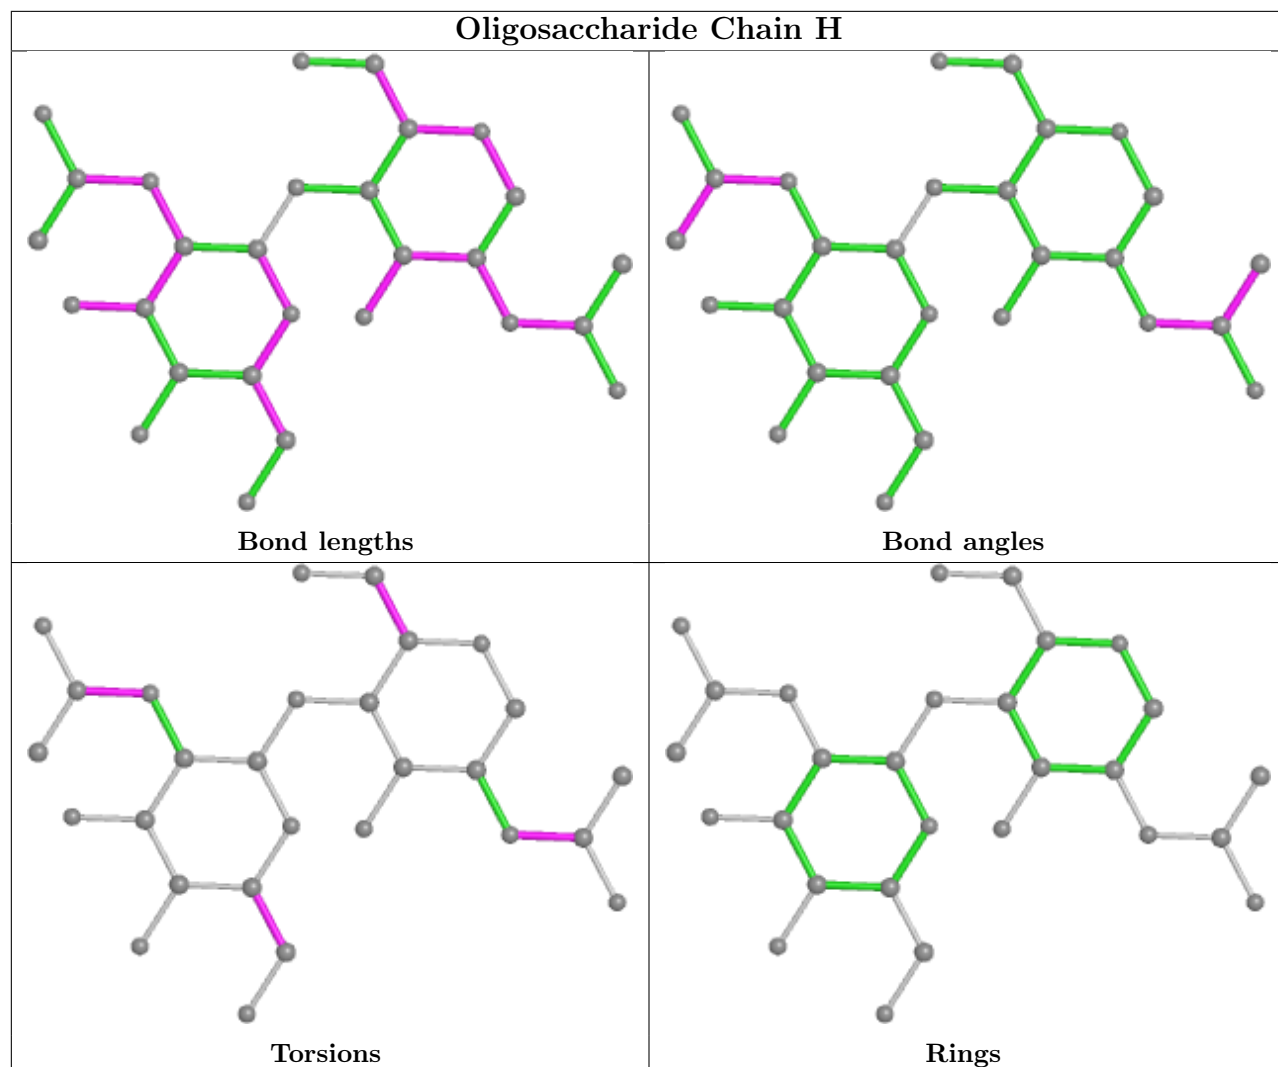 Oligosaccharide Chain H
Bond lengths
Bond angles
Torsions
Rings